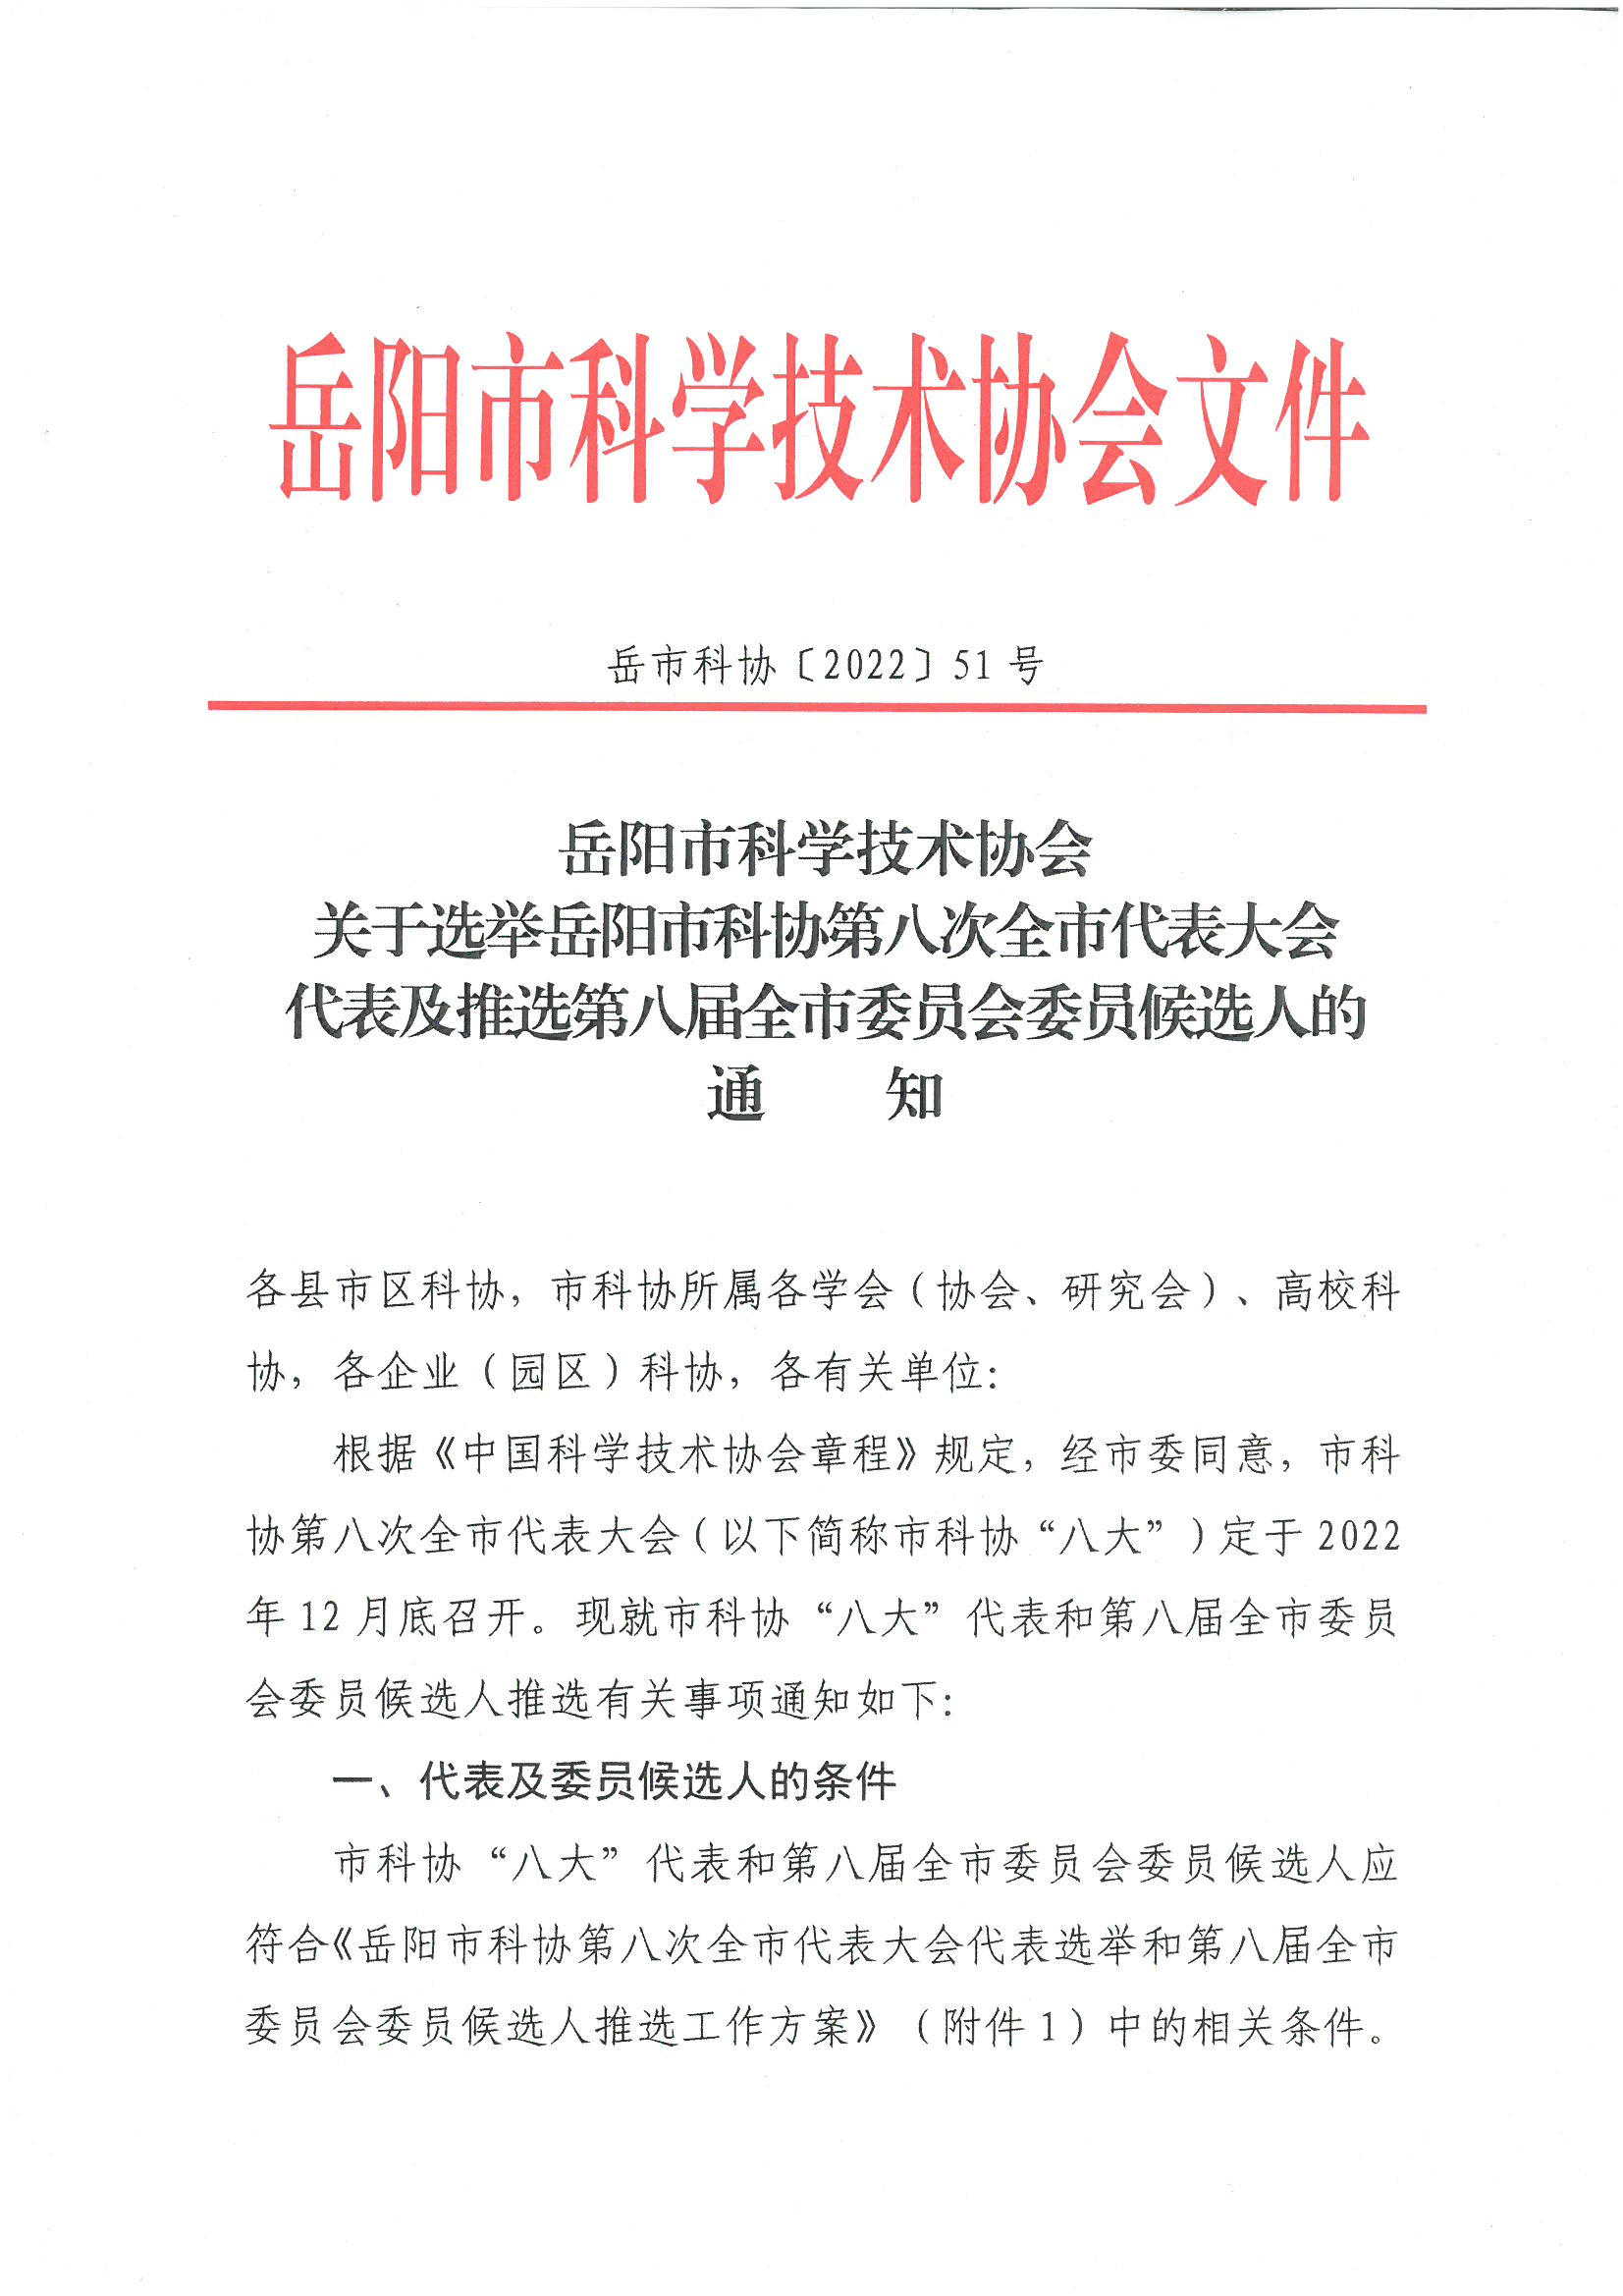 岳阳市科学技术协会文件
岳市科协〔2022〕51号
岳阳市科学技术协会
关于选举岳阳市科协第八次全市代表大会
代表及推选第八届全市委员会委员候选人的
通 知
各县市区科协，市科协所属各学会（协会、研究会）、高校科
协，各企业（园区）科协，各有关单位：
根据《中国科学技术协会章程》规定，经市委同意，市科
协第八次全市代表大会（以下简称市科协“八大”）定于2022
年12月底召开。现就市科协“八大”代表和第八届全市委员
会委员候选人推选有关事项通知如下：
一、代表及委员候选人的条件
市科协“八大”代表和第八届全市委员会委员候选人应
符合《岳阳市科协第八次全市代表大会代表选举和第八届全市
委员会委员候选人推选工作方案》（附件1）中的相关条件。